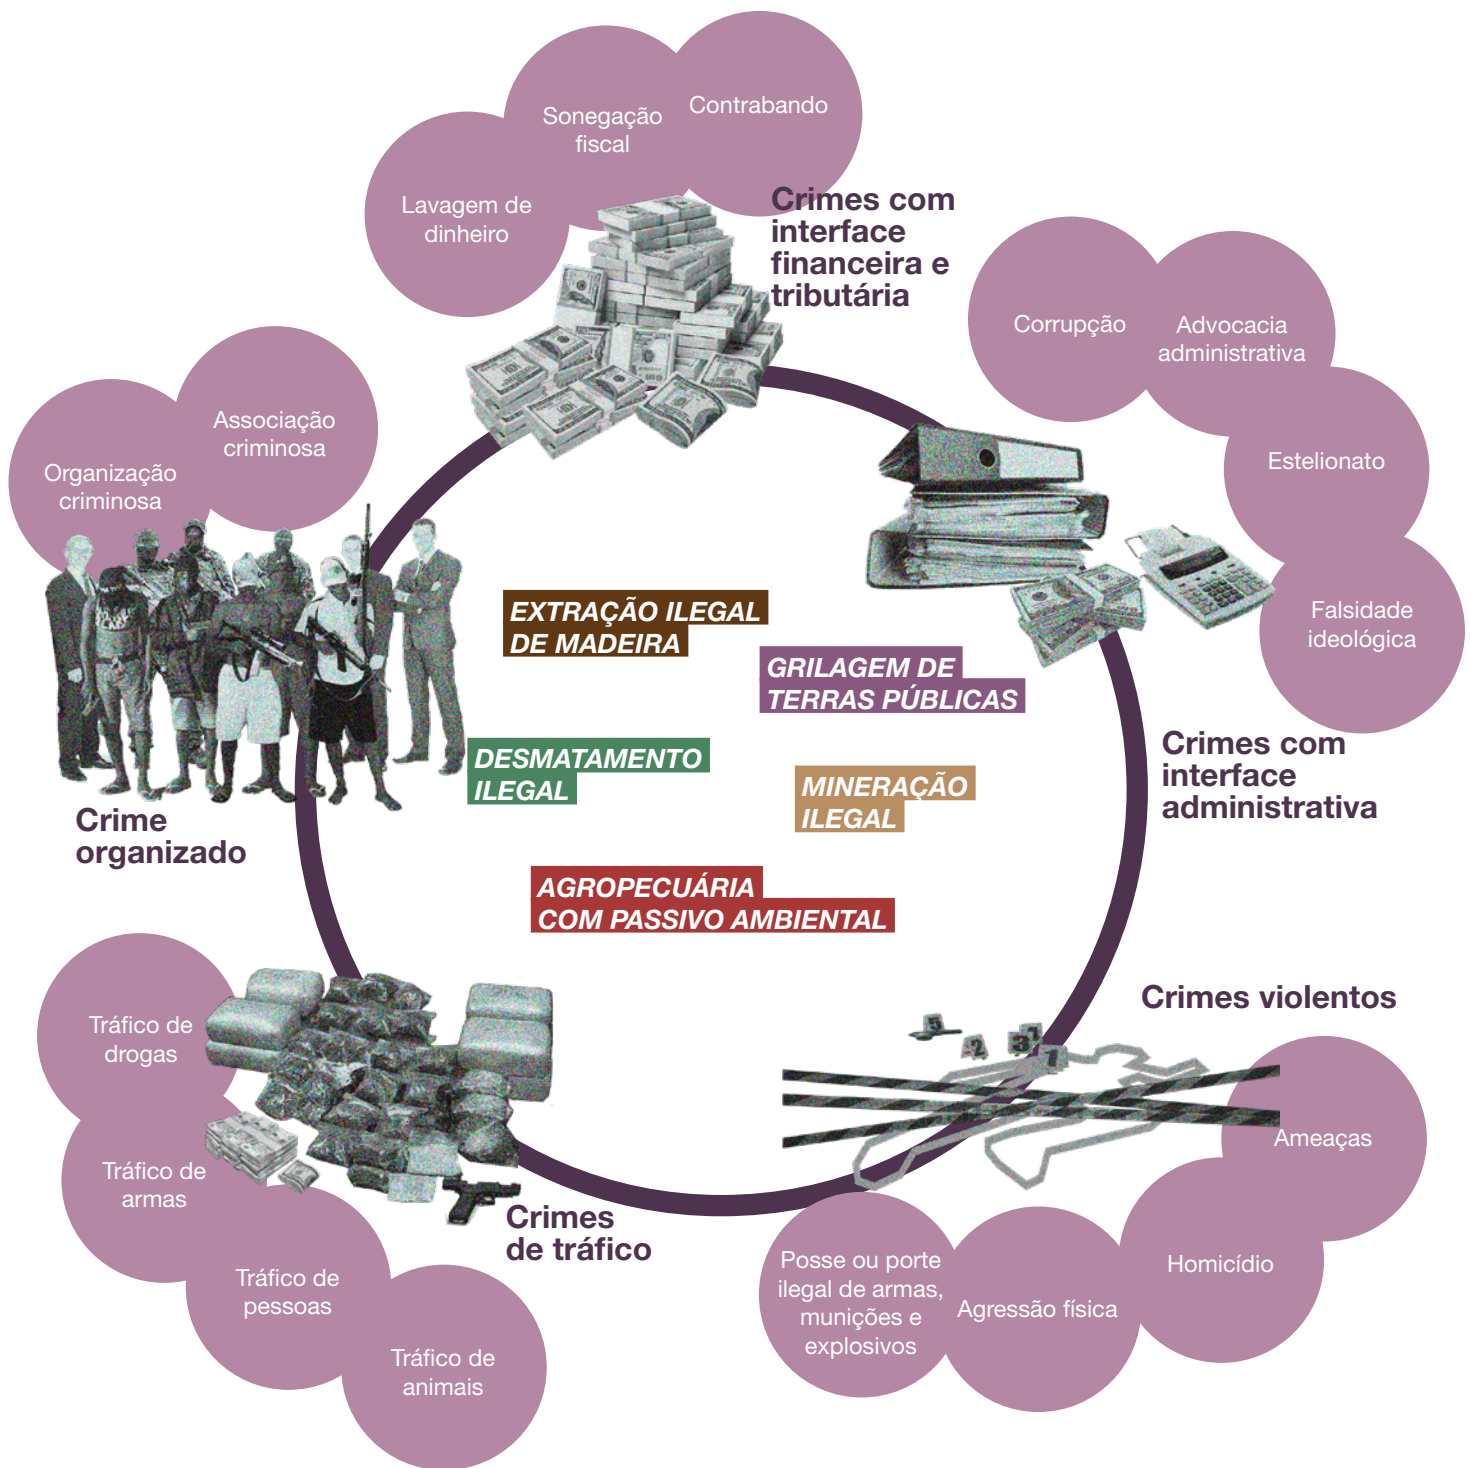 Contrabando
Sonegação
fiscal
Lavagem de
dinheiro
Crimes com
interface
financeira e
tributária
Corrupção
Advocacia
administrativa
Estelionato
Falsidade
ideológica
Crimes com
interface
administrativa
Associação
criminosa
Organização
criminosa
Crime
organizado
EXTRAÇÃO ILEGAL
DE MADEIRA
GRILAGEM DE
TERRAS PÚBLICAS
DESMATAMENTO
ILEGAL
MINERAÇÃO
ILEGAL
AGROPECUÁRIA
COM PASSIVO AMBIENTAL
Crimes violentos
Ameaças
Homicídio
Agressão física
Posse ou porte
ilegal de armas,
munições e
explosivos
Tráfico de
drogas
Tráfico de
armas
Tráfico de
pessoas
Tráfico de
animais
Crimes
de tráfico